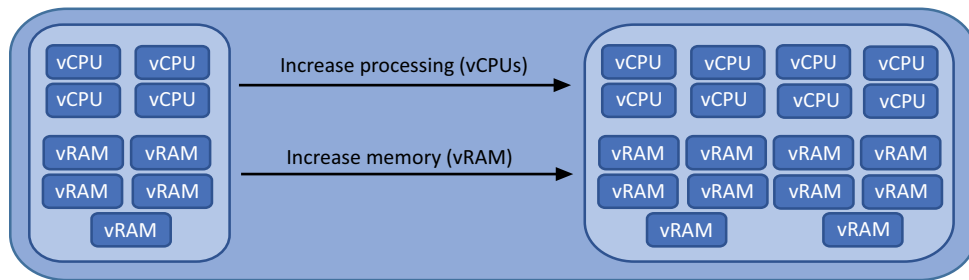 vCPU vCPU
vCPU vCPU
vRAM vRAM
vRAM vRAM
vRAM
Increase processing (vCPUs)
Increase memory (vRAM)
vCPU vCPU vCPU vCPU
vCPU vCPU vCPU vCPU
vRAM vRAM vRAM vRAM
vRAM vRAM vRAM vRAM
vRAM vRAM